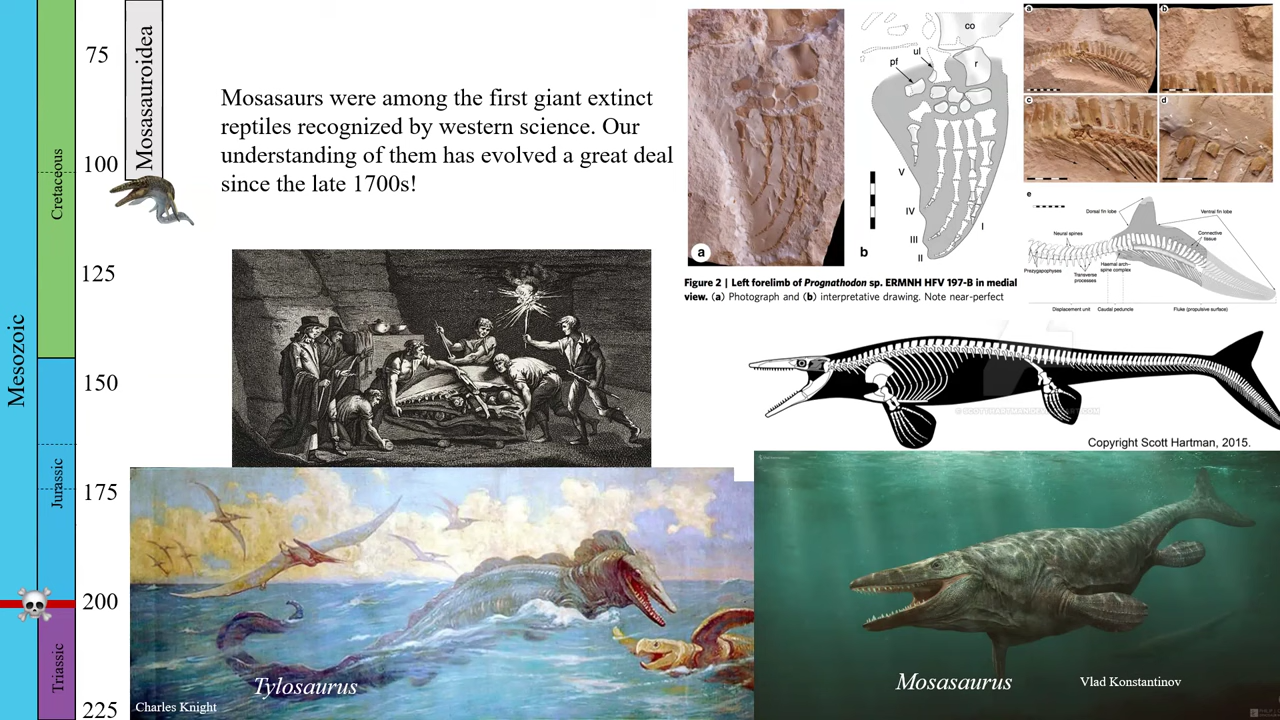 Mesozoic
Cretaceous
Jurassic
Triassic
75
100
125
150
175
200
225
Mosasauroidea
Mosasaurs were among the first giant extinct
reptiles recognized by western science. Our
understanding of them has evolved a great deal
since the late 1700s!
a
b
co
ul
pf
r
V
IV
III
II
I
Figure 2 | Left forelimb of Prognathodon sp. ERMNH HFV 197-B in medial
view. (a) Photograph and (b) interpretative drawing. Note near-perfect
a
b
c
d
e
Dorsal fin lobe
Ventral fin lobe
Neural spines
Connective
tissue
Prezygapophyses
Transverse
processes
Haemal arch–
spine complex
Displacement unit
Caudal peduncle
Fluke (propulsive surface)
Copyright Scott Hartman, 2015.
Tylosaurus
Charles Knight
Mosasaurus
Vlad Konstantinov